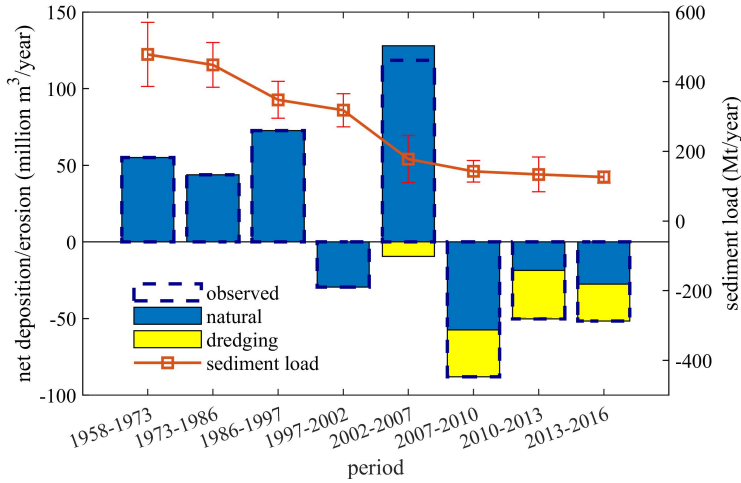 net deposition/erosion (million m³/year)
150
100
50
0
-50
-100
observed
natural
dredging
sediment load
600
400
200
0
-200
-400
sediment load (Mt/year)
1958-1973
1973-1986
1986-1997
1997-2002
2002-2007
2007-2010
2010-2013
2013-2016
period